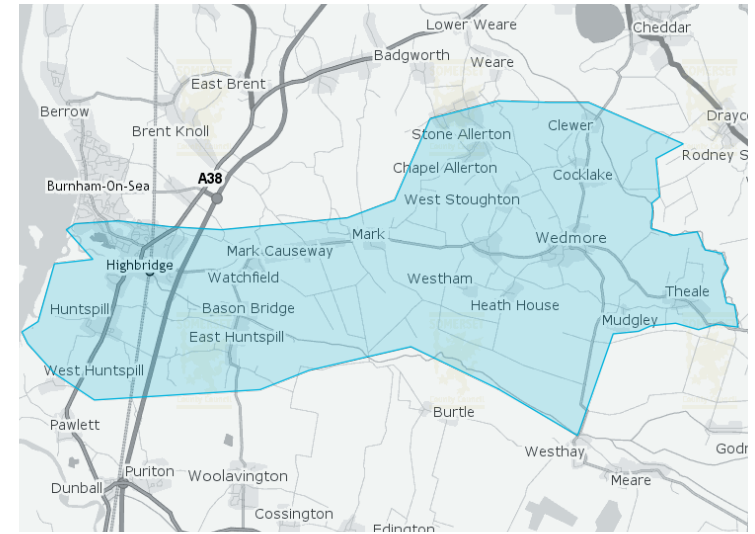 Lower Weare
Cheddar
Badgworth
Weare
East Brent
Berrow
Drayco
Brent Knoll
Stone Allerton
Clewer
Rodney S
Chapel Allerton
Cocklake
A38
Burnham-On-Sea
West Stoughton
Mark
Wedmore
Mark Causeway
Highbridge
Watchfield
Westham
Theale
Huntspill
Bason Bridge
Heath House
Mudgley
East Huntspill
West Huntspill
Burtle
Pawlett
Westhay
Godn
Puriton
Woolavington
Meare
Dunball
Cossington
Edington